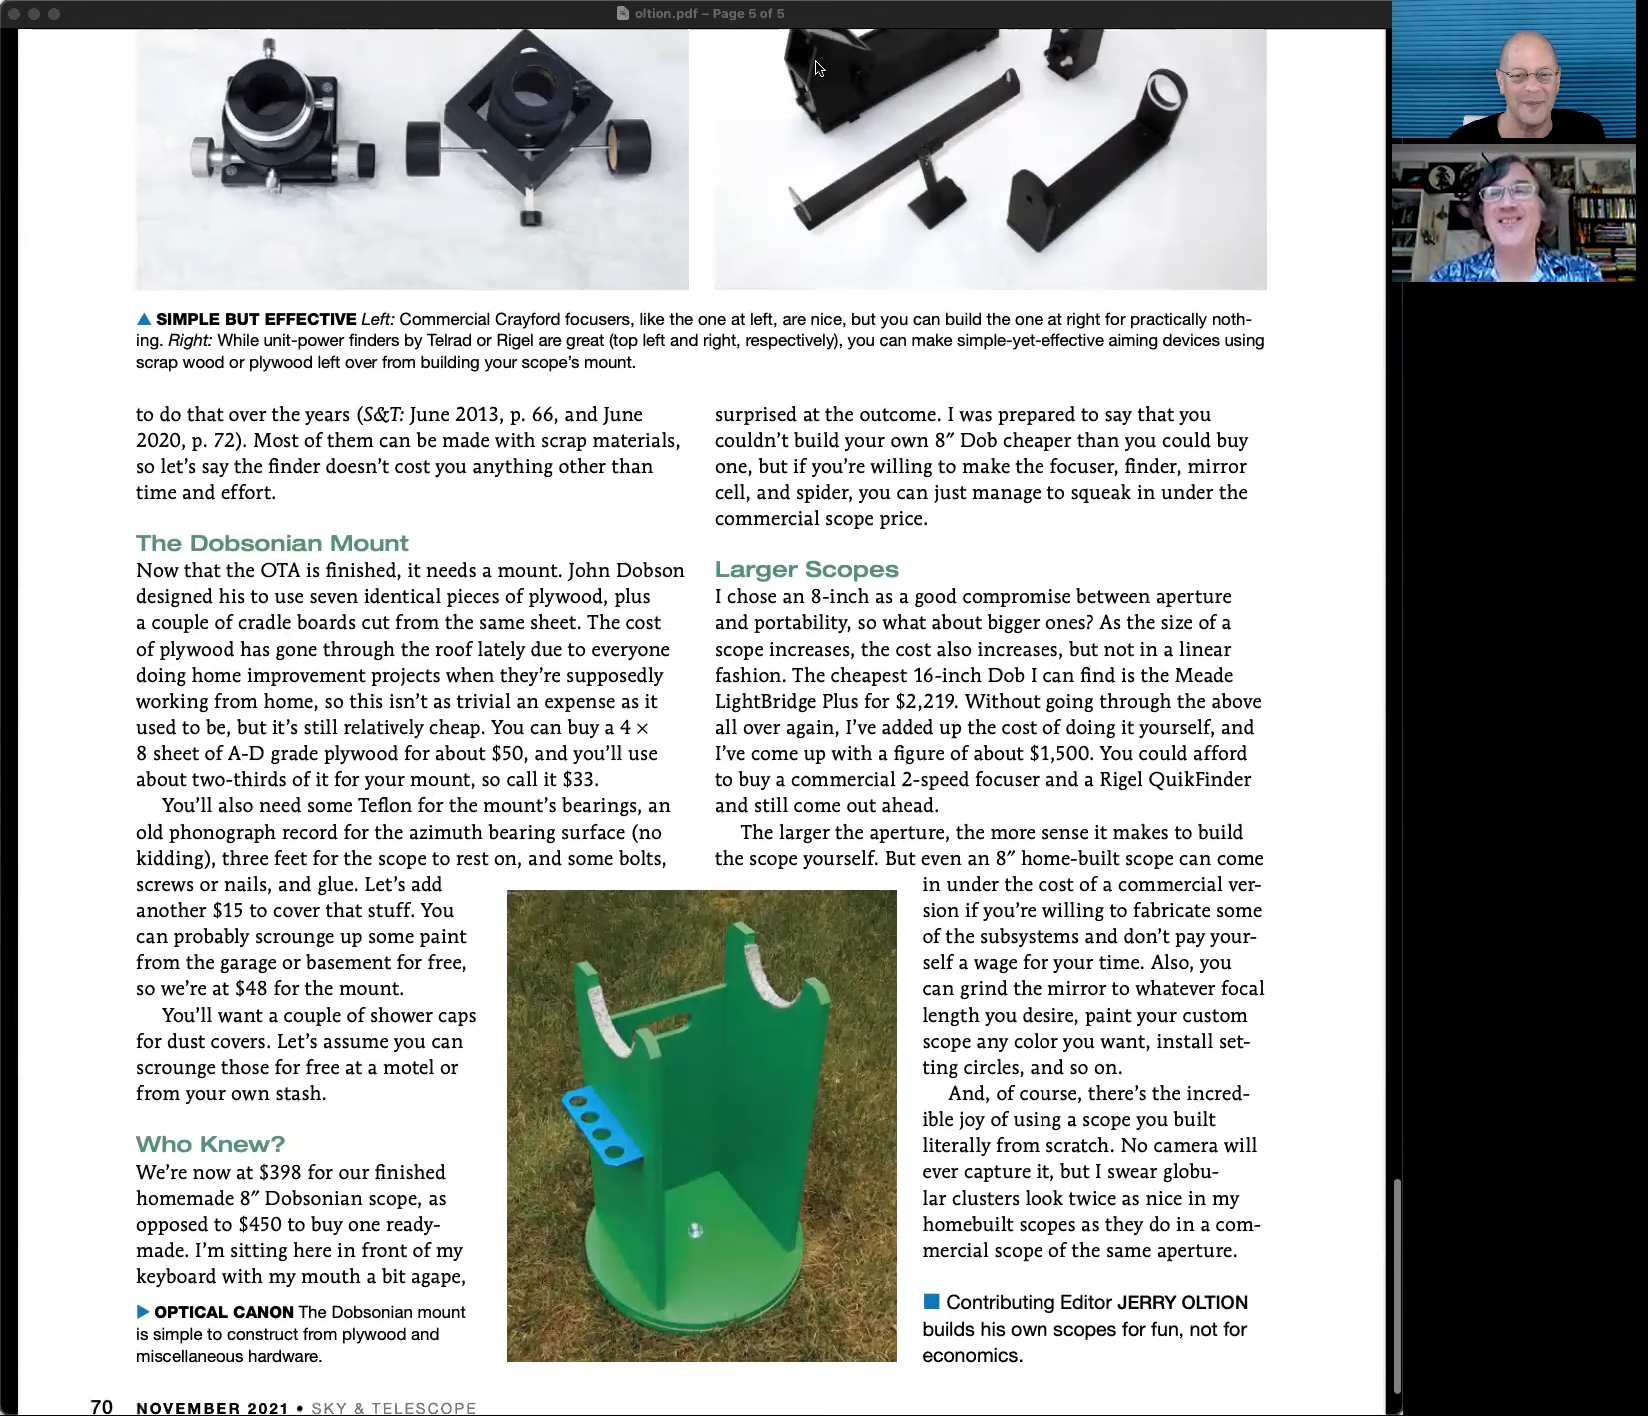 oltion.pdf – Page 5 of 5
▲ SIMPLE BUT EFFECTIVE Left: Commercial Crayford focusers, like the one at left, are nice, but you can build the one at right for practically noth-
ing. Right: While unit-power finders by Telrad or Rigel are great (top left and right, respectively), you can make simple-yet-effective aiming devices using
scrap wood or plywood left over from building your scope's mount.
to do that over the years (S&T: June 2013, p. 66, and June
2020, p. 72). Most of them can be made with scrap materials,
so let's say the finder doesn't cost you anything other than
time and effort.
The Dobsonian Mount
Now that the OTA is finished, it needs a mount. John Dobson
designed his to use seven identical pieces of plywood, plus
a couple of cradle boards cut from the same sheet. The cost
of plywood has gone through the roof lately due to everyone
doing home improvement projects when they're supposedly
working from home, so this isn't as trivial an expense as it
used to be, but it's still relatively cheap. You can buy a 4 ×
8 sheet of A-D grade plywood for about $50, and you'll use
about two-thirds of it for your mount, so call it $33.
You'll also need some Teflon for the mount's bearings, an
old phonograph record for the azimuth bearing surface (no
kidding), three feet for the scope to rest on, and some bolts,
screws or nails, and glue. Let's add
another $15 to cover that stuff. You
can probably scrounge up some paint
from the garage or basement for free,
so we're at $48 for the mount.
You'll want a couple of shower caps
for dust covers. Let's assume you can
scrounge those for free at a motel or
from your own stash.
Who Knew?
We're now at $398 for our finished
homemade 8″ Dobsonian scope, as
opposed to $450 to buy one ready-
made. I'm sitting here in front of my
keyboard with my mouth a bit agape,
▶ OPTICAL CANON The Dobsonian mount
is simple to construct from plywood and
miscellaneous hardware.
surprised at the outcome. I was prepared to say that you
couldn't build your own 8″ Dob cheaper than you could buy
one, but if you're willing to make the focuser, finder, mirror
cell, and spider, you can just manage to squeak in under the
commercial scope price.
Larger Scopes
I chose an 8-inch as a good compromise between aperture
and portability, so what about bigger ones? As the size of a
scope increases, the cost also increases, but not in a linear
fashion. The cheapest 16-inch Dob I can find is the Meade
LightBridge Plus for $2,219. Without going through the above
all over again, I've added up the cost of doing it yourself, and
I've come up with a figure of about $1,500. You could afford
to buy a commercial 2-speed focuser and a Rigel QuikFinder
and still come out ahead.
The larger the aperture, the more sense it makes to build
the scope yourself. But even an 8″ home-built scope can come
in under the cost of a commercial ver-
sion if you're willing to fabricate some
of the subsystems and don't pay your-
self a wage for your time. Also, you
can grind the mirror to whatever focal
length you desire, paint your custom
scope any color you want, install set-
ting circles, and so on.
And, of course, there's the incred-
ible joy of using a scope you built
literally from scratch. No camera will
ever capture it, but I swear globu-
lar clusters look twice as nice in my
homebuilt scopes as they do in a com-
mercial scope of the same aperture.
■ Contributing Editor JERRY OLTION
builds his own scopes for fun, not for
economics.
70 NOVEMBER 2021 • SKY & TELESCOPE